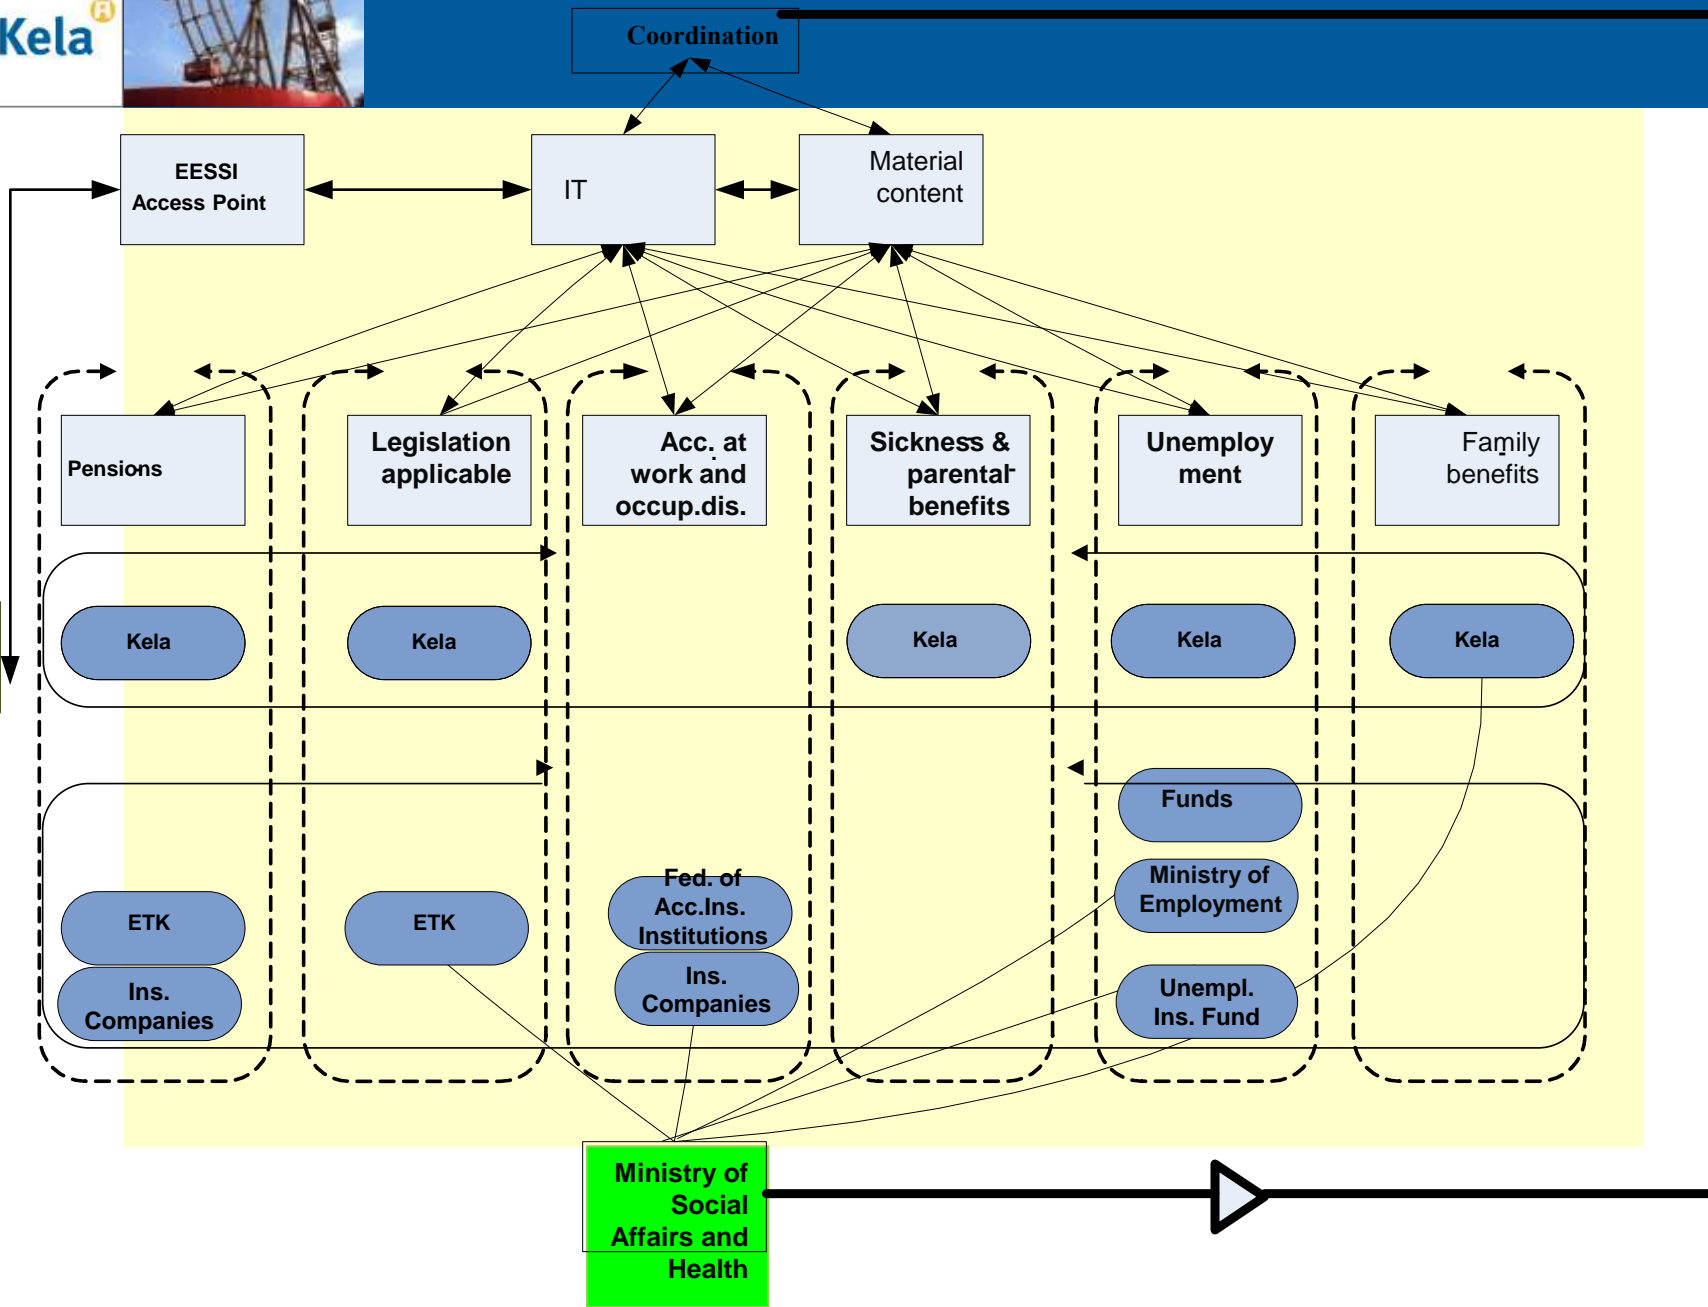 Kela
Coordination
EESSI
Access Point
IT
Material
content
Pensions
Legislation
applicable
Acc. at
work and
occup.dis.
Sickness &
parental-
benefits
Unemploy
ment
Family
benefits
Kela
Kela
Kela
Kela
Kela
Funds
Ministry of
Employment
ETK
ETK
Fed. of
Acc.Ins.
Institutions
Ins.
Companies
Ins.
Companies
Unempl.
Ins. Fund
Ministry of
Social
Affairs and
Health